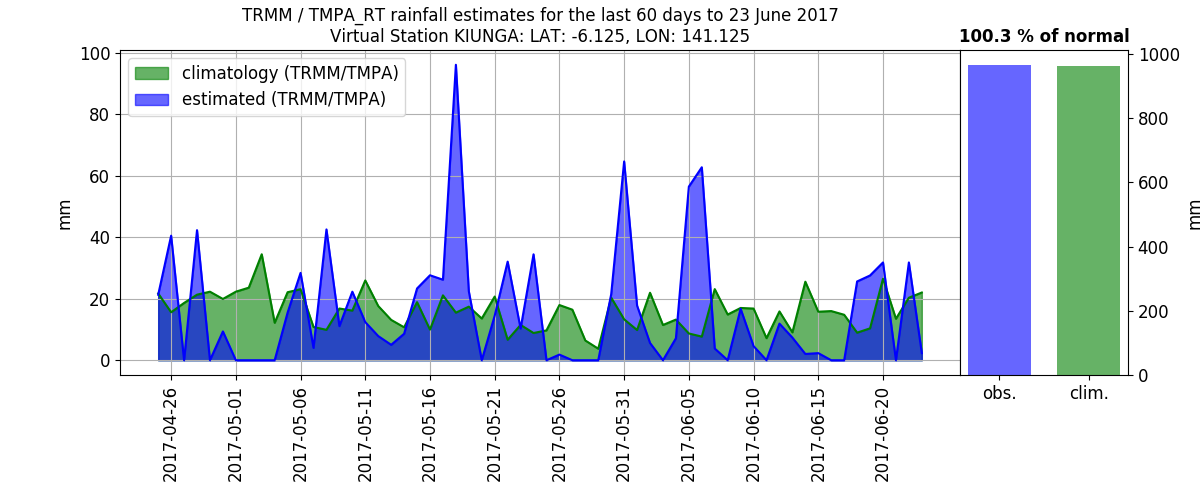 TRMM / TMPA_RT rainfall estimates for the last 60 days to 23 June 2017
Virtual Station KIUNGA: LAT: -6.125, LON: 141.125
100.3 % of normal
climatology (TRMM/TMPA)
estimated (TRMM/TMPA)
mm
100
80
60
40
20
0
2017-04-26
2017-05-01
2017-05-06
2017-05-11
2017-05-16
2017-05-21
2017-05-26
2017-05-31
2017-06-05
2017-06-10
2017-06-15
2017-06-20
1000
800
600
400
200
0
mm
obs.
clim.